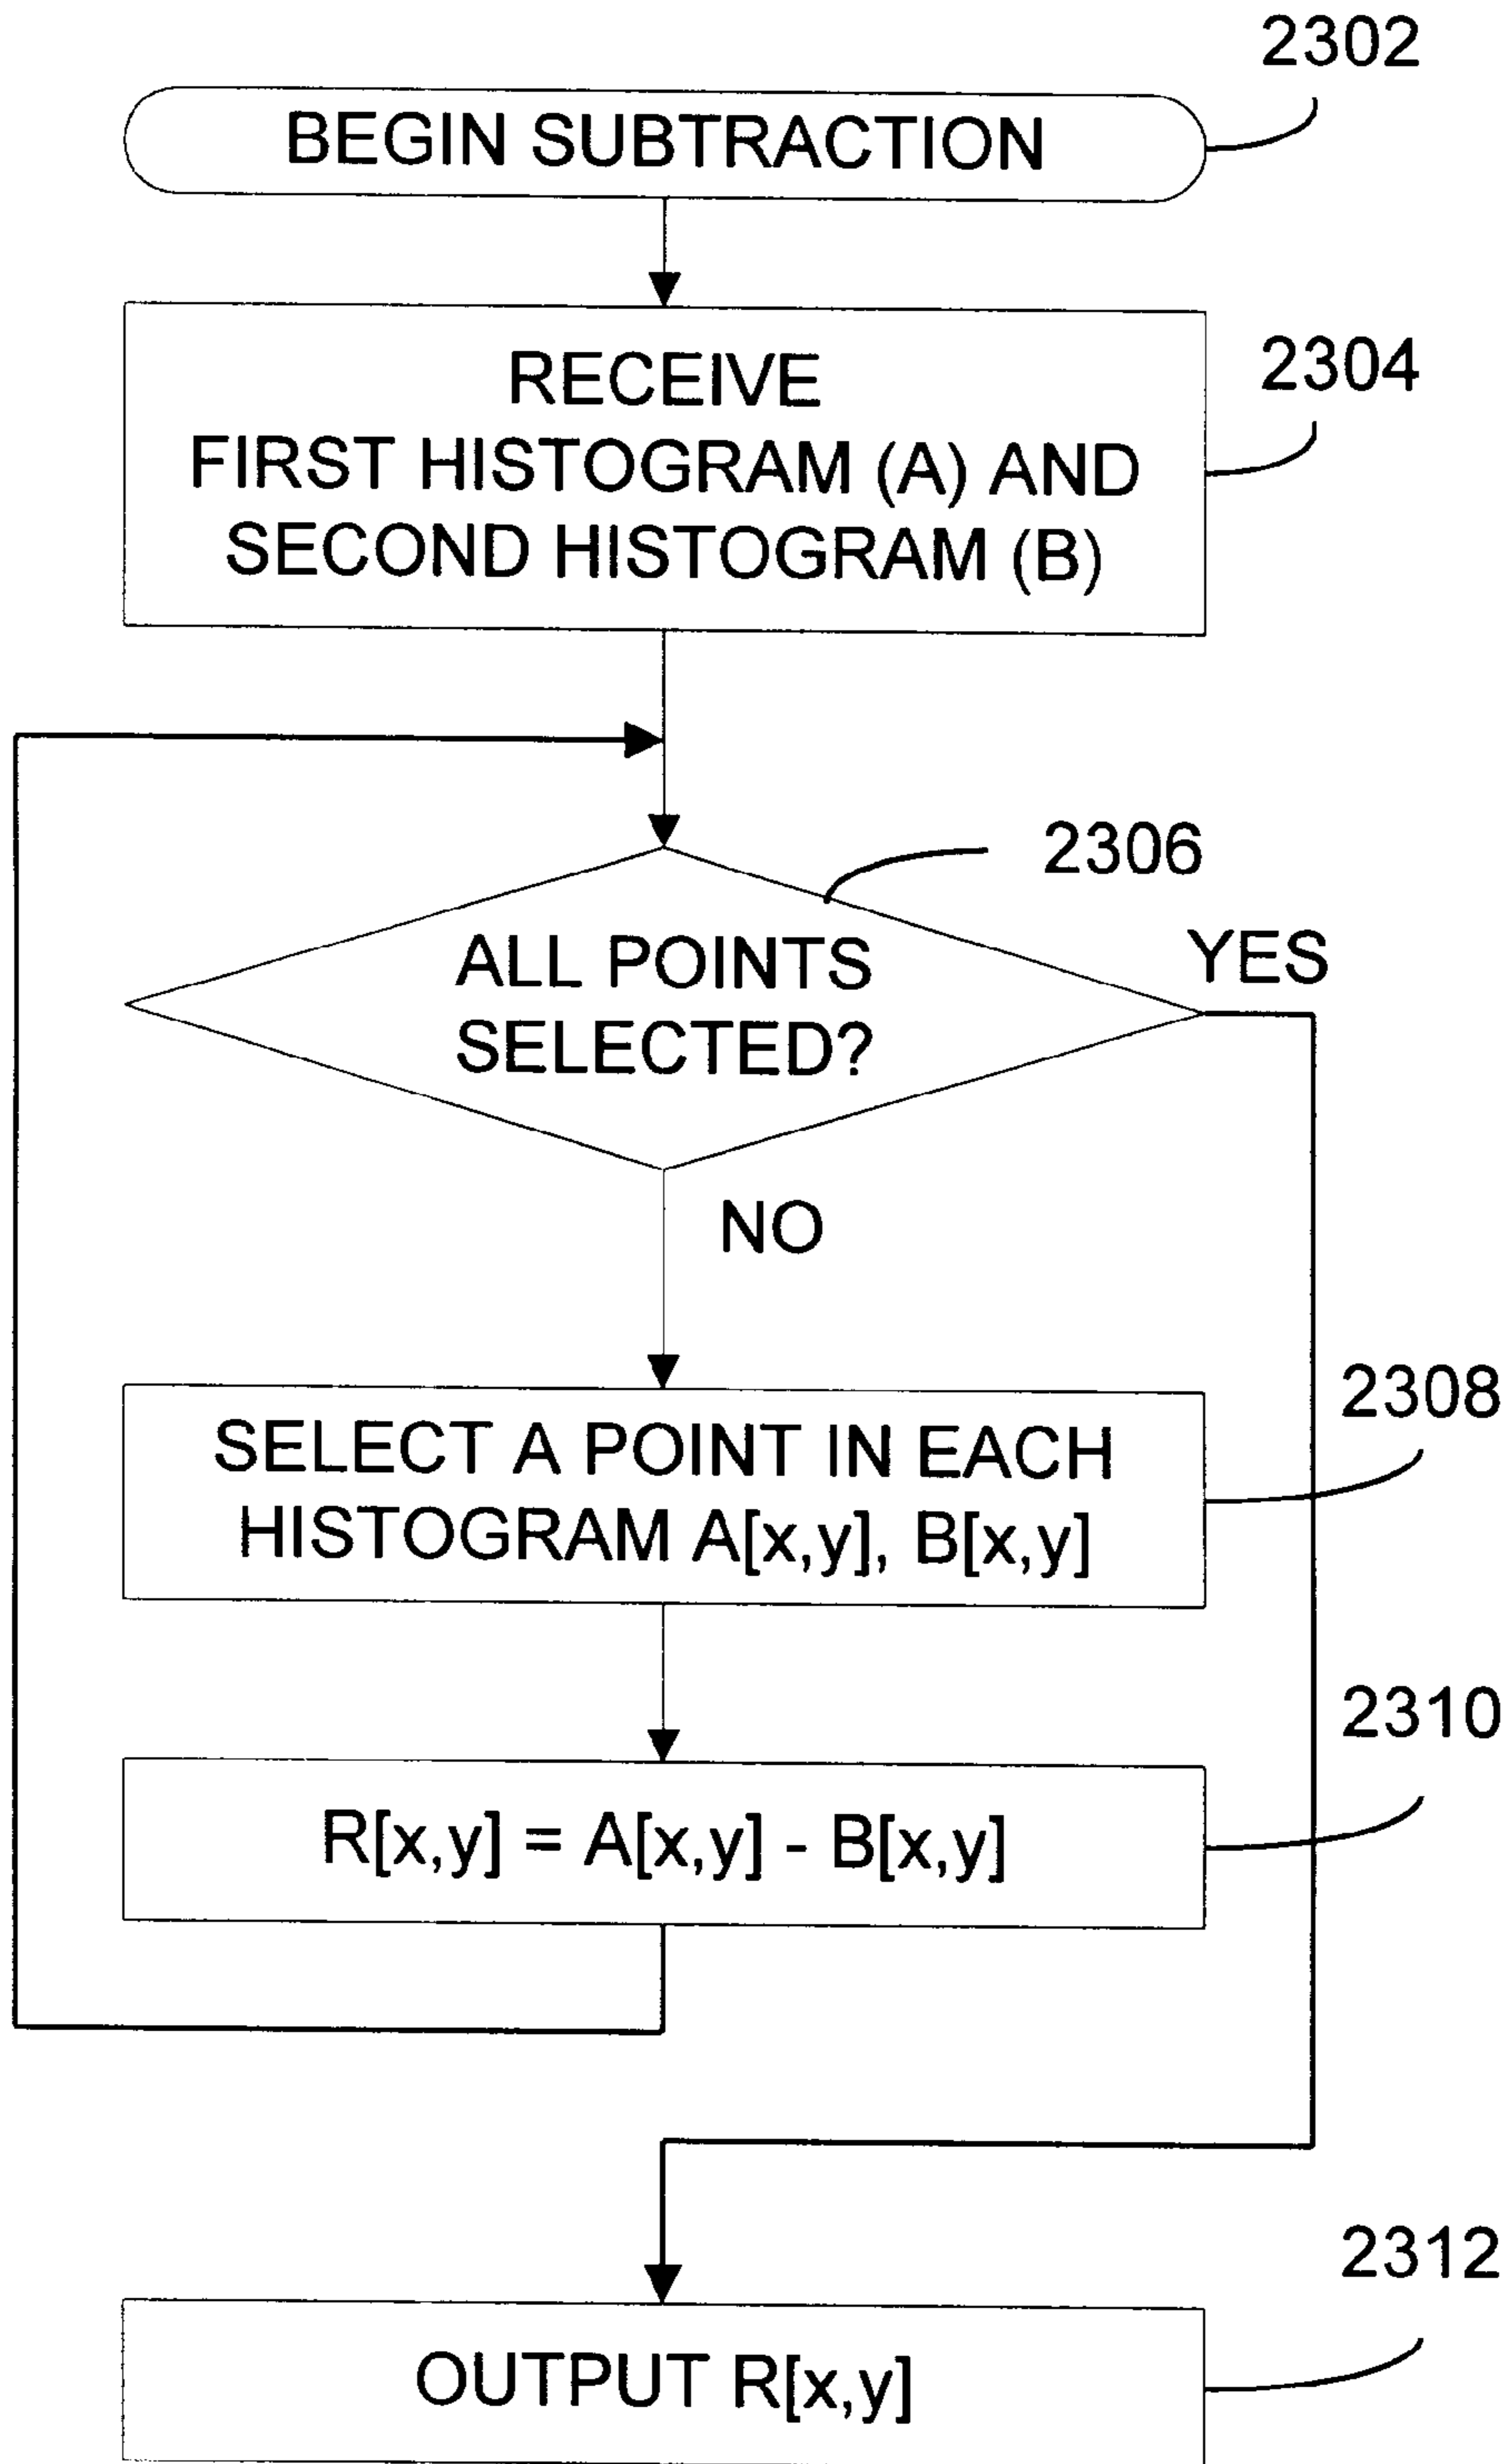 2302
BEGIN SUBTRACTION
2304
RECEIVE
FIRST HISTOGRAM (A) AND
SECOND HISTOGRAM (B)
2306
ALL POINTS
SELECTED?
YES
NO
2308
SELECT A POINT IN EACH
HISTOGRAM A[x,y], B[x,y]
2310
R[x,y] = A[x,y] - B[x,y]
2312
OUTPUT R[x,y]